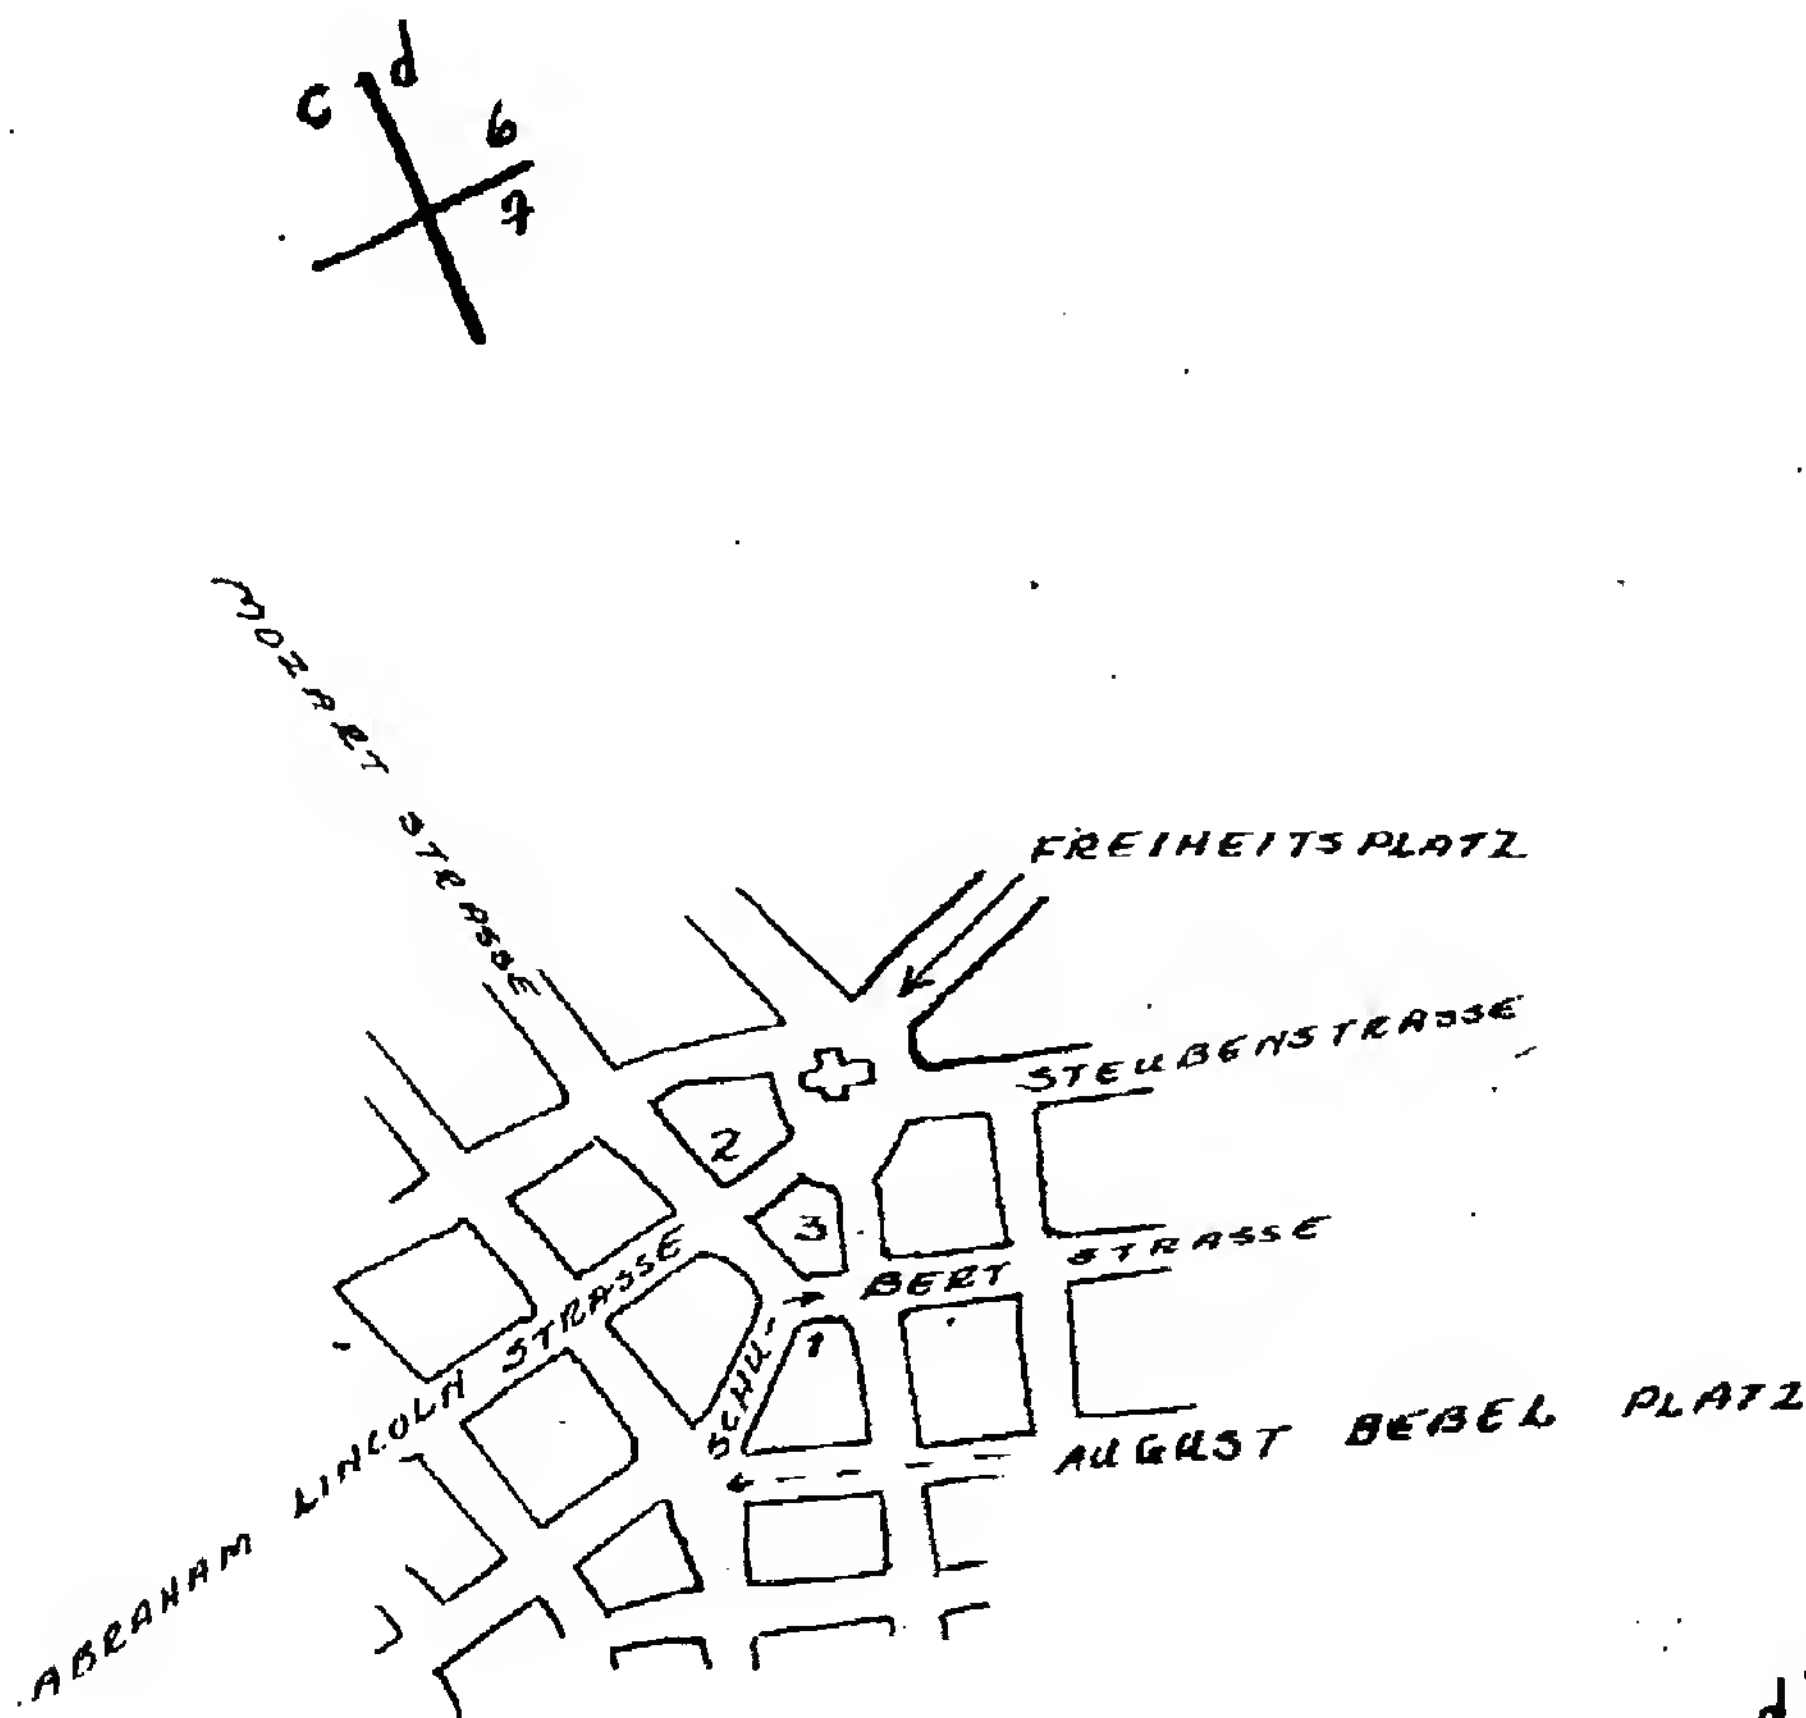 c d
6
7
MOZART STRASSE
FREIHEITSPLATZ
STEUBENSTRASSE
2
3
SCHU-BERT STRASSE
1
ABRAHAM LINCOLN STRASSE
AUGUST BEBEL PLATZ
d